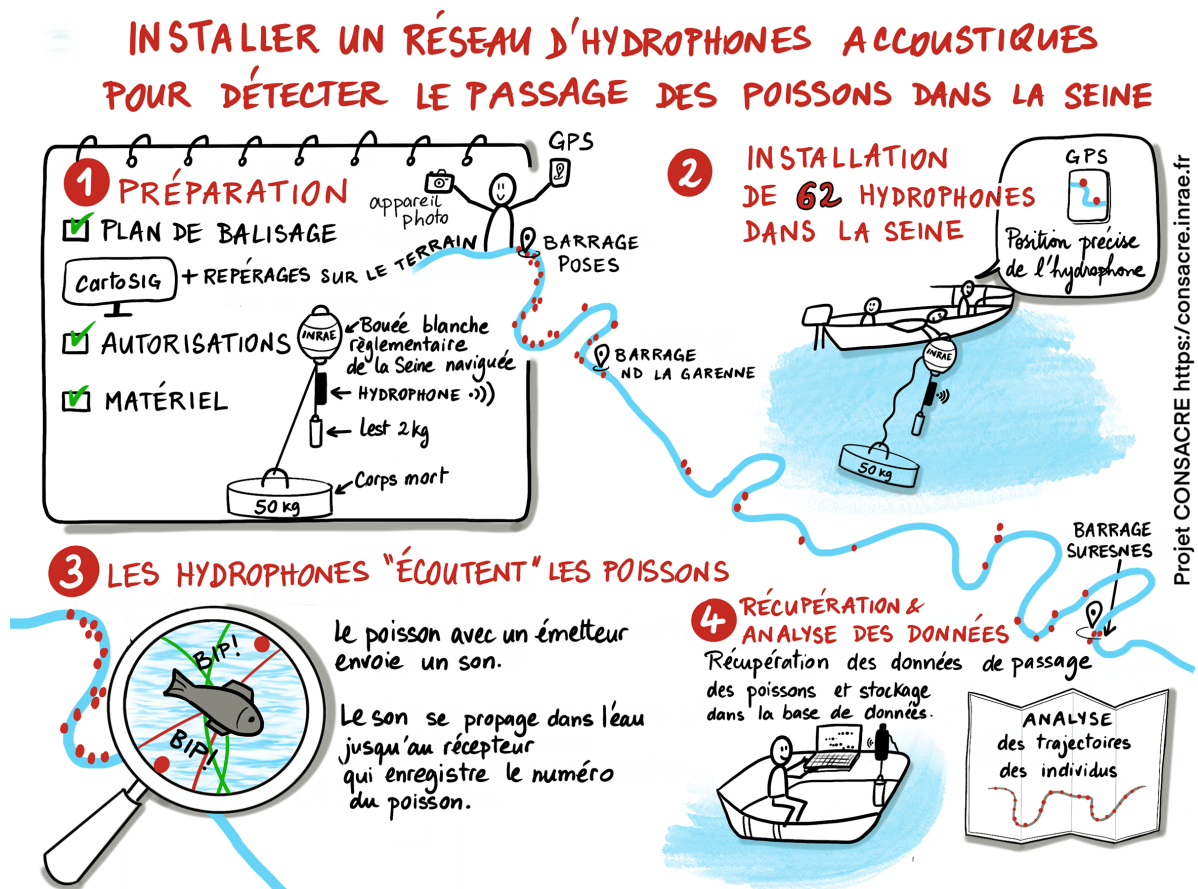 INSTALLER UN RÉSEAU D'HYDROPHONES ACCOUSTIQUES
POUR DÉTECTER LE PASSAGE DES POISSONS DANS LA SEINE
1 PRÉPARATION
PLAN DE BALISAGE
CartoSIG + REPÉRAGES SUR LE TERRAIN
appareil
photo
GPS
BARRAGE
POSES
AUTORISATIONS
MATÉRIEL
INRAE
Bouée blanche
règlementaire
de la Seine naviguée
HYDROPHONE
Lest 2kg
Corps mort
50 kg
BARRAGE
ND LA GARENNE
2 INSTALLATION
DE 62 HYDROPHONES
DANS LA SEINE
GPS
Position précise
de l'hydrophone
INRAE
50 kg
BARRAGE
SURESNES
3 LES HYDROPHONES "ÉCOUTENT" LES POISSONS
BIP!
BIP!
Le poisson avec un émetteur
envoie un son.
Le son se propage dans l'eau
jusqu'au récepteur
qui enregistre le numéro
du poisson.
4 RÉCUPÉRATION &
ANALYSE DES DONNÉES
Récupération des données de passage
des poissons et stockage
dans la base de données.
ANALYSE
des trajectoires
des individus
Projet CONSACRE https:/consacre.inrae.fr